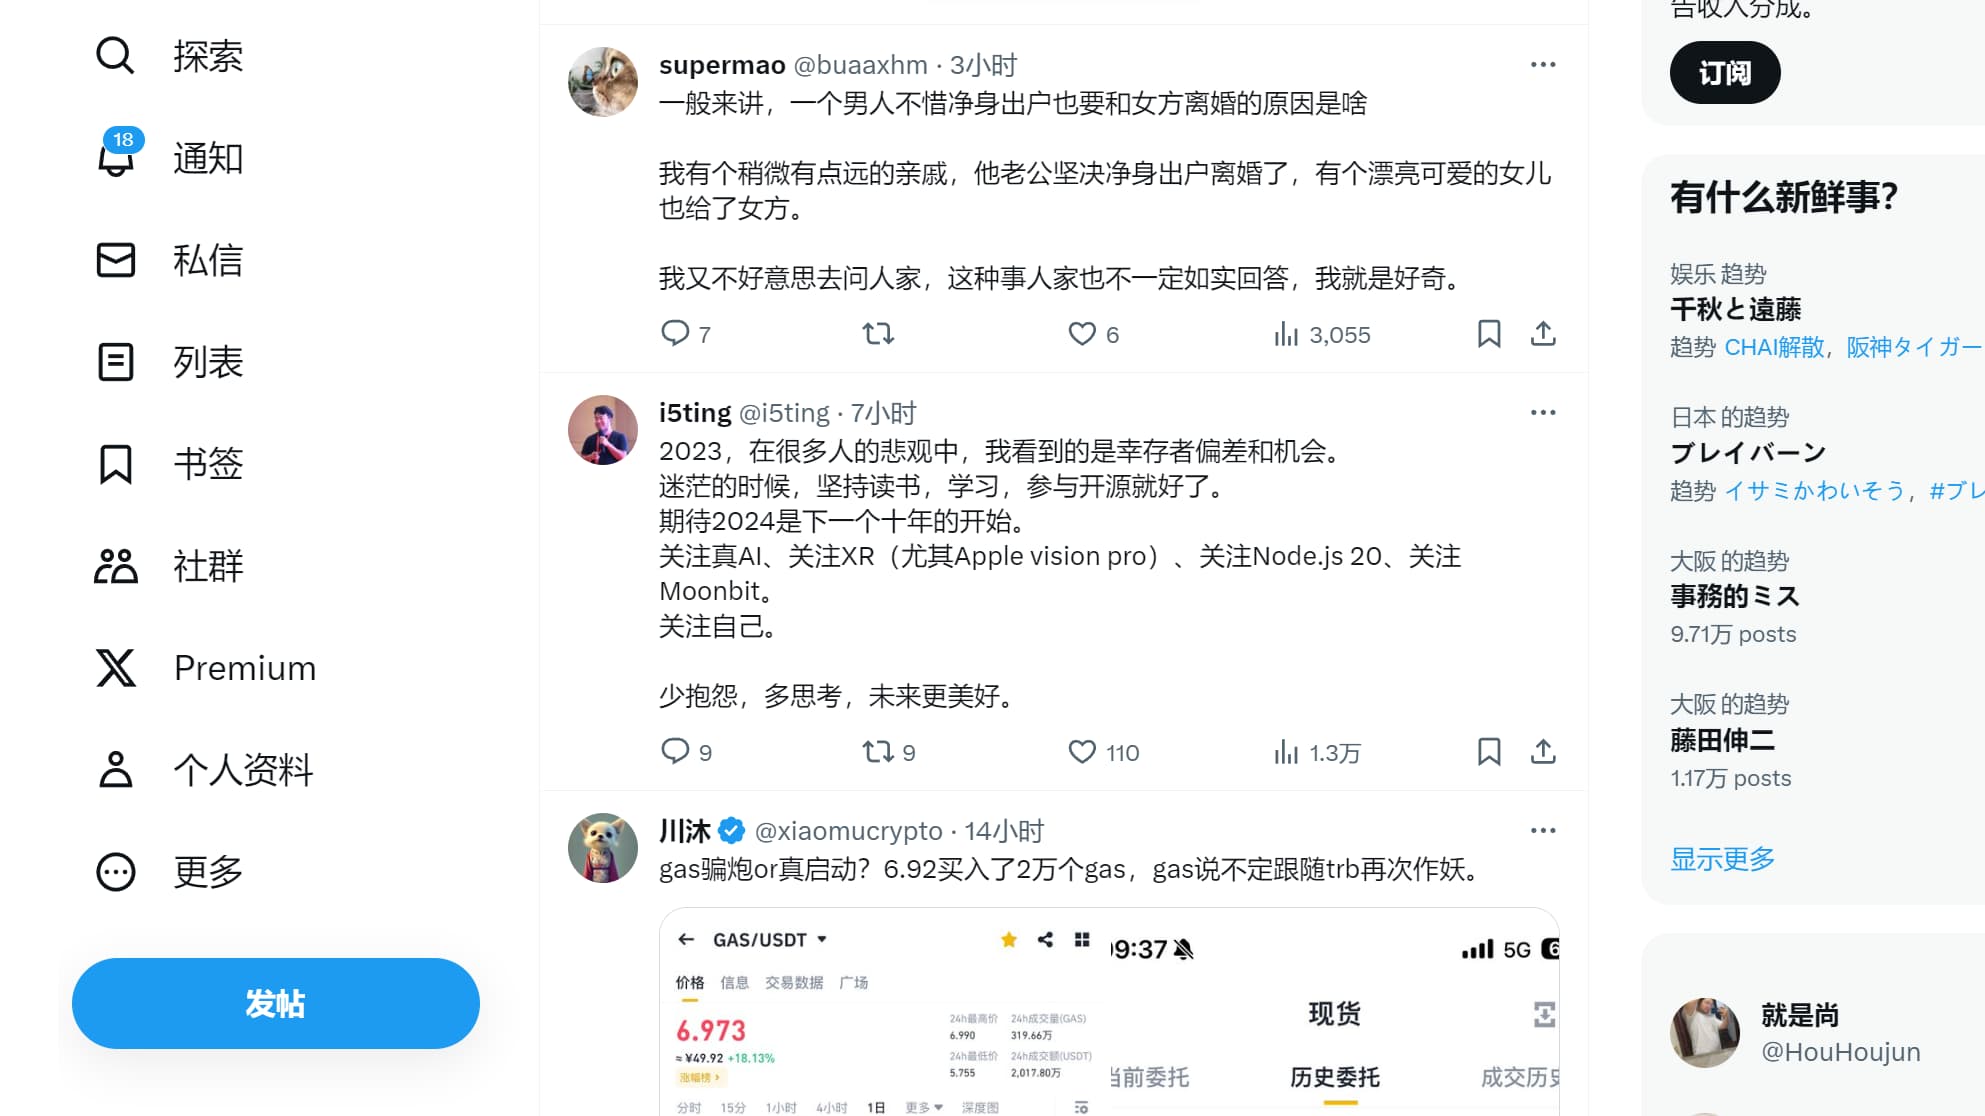 探索
18
通知
私信
列表
书签
社群
Premium
个人资料
更多
发帖
supermao @buaaxhm · 3小时
一般来讲，一个男人不惜净身出户也要和女方离婚的原因是啥
我有个稍微有点远的亲戚，他老公坚决净身出户离婚了，有个漂亮可爱的女儿
也给了女方。
我又不好意思去问人家，这种事人家也不一定如实回答，我就是好奇。
7 6 3,055
i5ting @i5ting · 7小时
2023，在很多人的悲观中，我看到的是幸存者偏差和机会。
迷茫的时候，坚持读书，学习，参与开源就好了。
期待2024是下一个十年的开始。
关注真AI、关注XR（尤其Apple vision pro）、关注Node.js 20、关注
Moonbit。
关注自己。
少抱怨，多思考，未来更美好。
9 9 110 1.3万
川沐 @xiaomucrypto · 14小时
gas骗炮or真启动？6.92买入了2万个gas，gas说不定跟随trb再次作妖。
GAS/USDT
价格 信息 交易数据 广场
6.973
≈ ¥49.92 +18.13%
涨幅榜 >
24h最高价 24h成交量(GAS)
6.990 319.66万
24h最低价 24h成交额(USDT)
5.755 2,017.80万
分时 15分 1小时 4小时 1日 更多 深度图
9:37 5G 6
现货
当前委托 历史委托 成交历史
告收入分成。
订阅
有什么新鲜事？
娱乐 趋势
千秋と遠藤
趋势 CHAI解散，阪神タイガー
日本 的趋势
ブレイバーン
趋势 イサミかわいそう，#ブレ
大阪 的趋势
事務的ミス
9.71万 posts
大阪 的趋势
藤田伸二
1.17万 posts
显示更多
就是尚
@HouHoujun